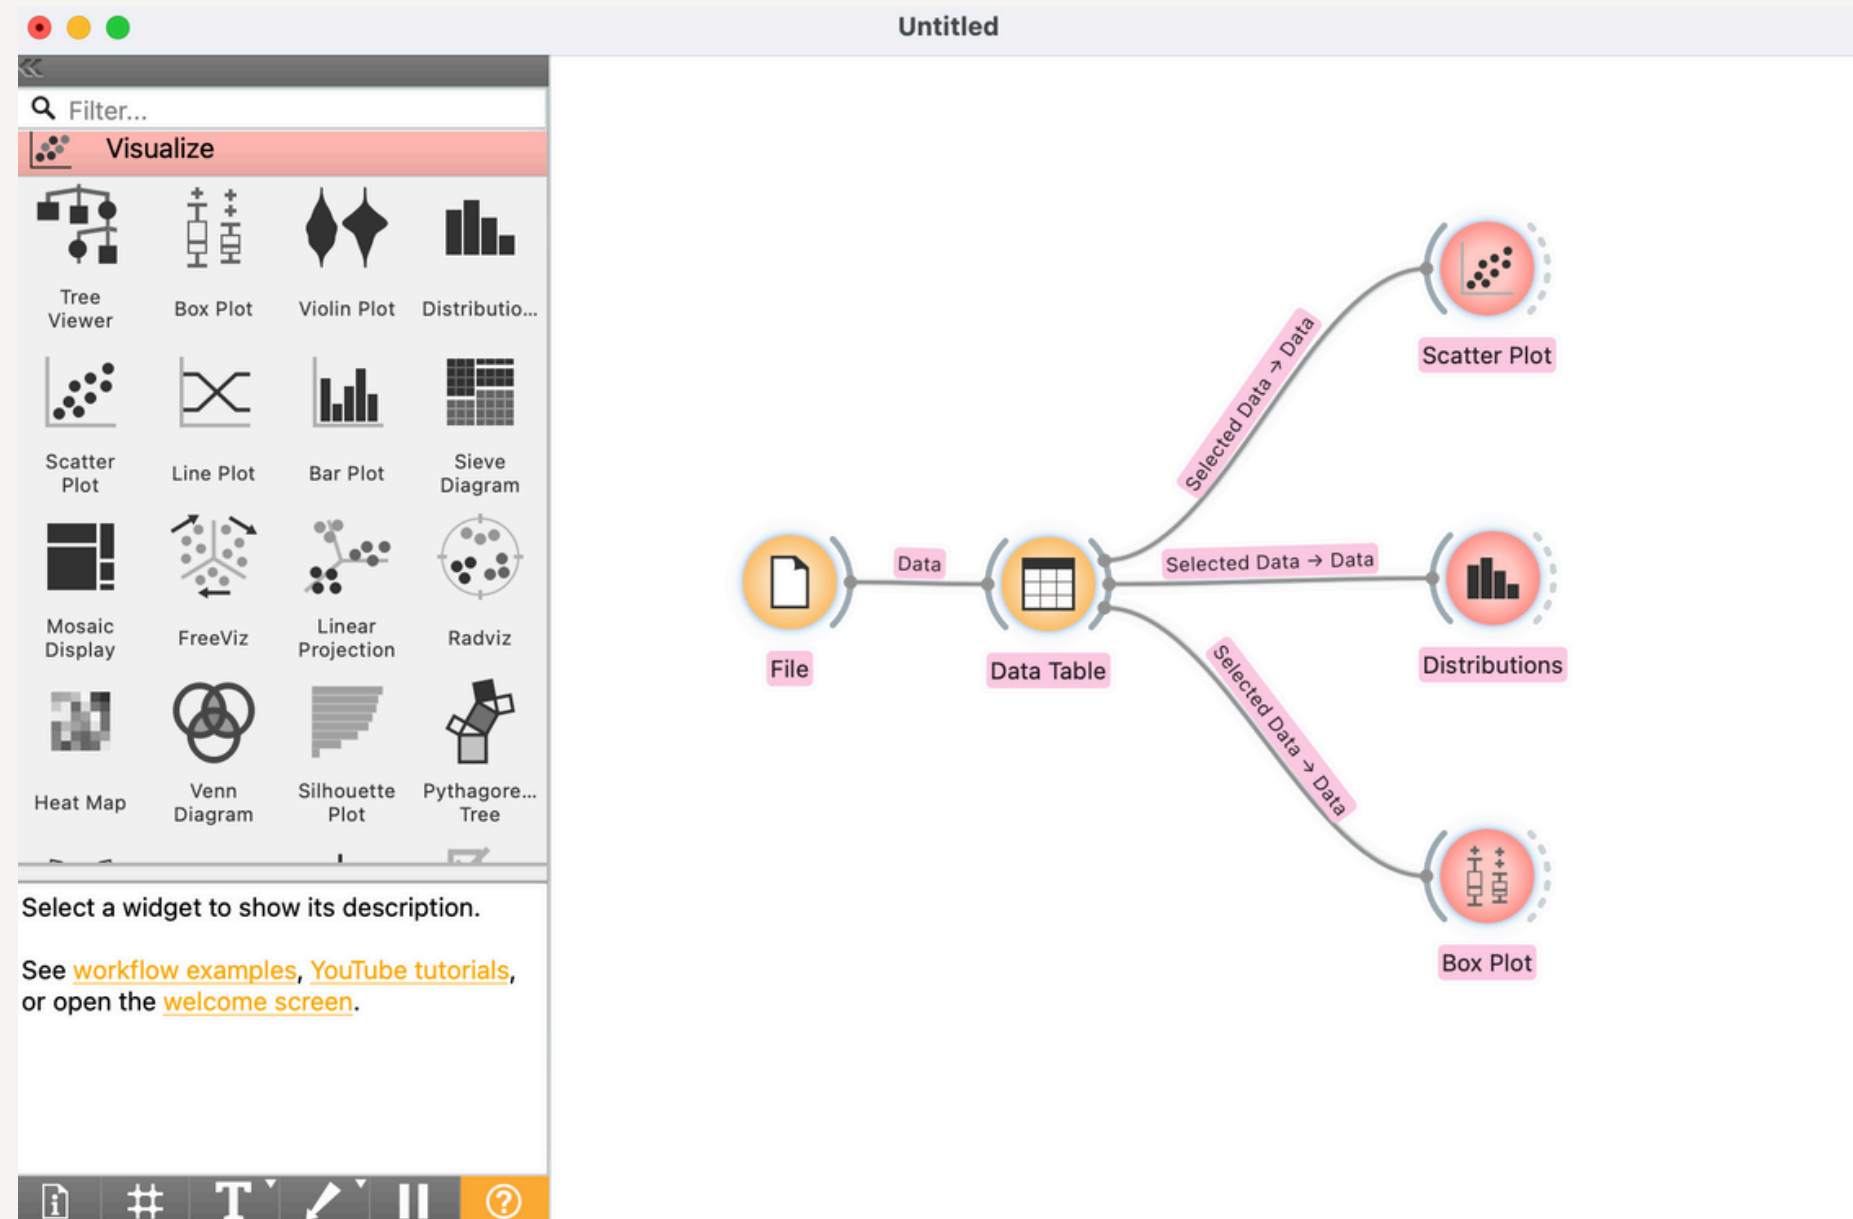 Untitled
Filter...
Visualize
Tree
Viewer
Box Plot
Violin Plot
Distributio...
Scatter
Plot
Line Plot
Bar Plot
Sieve
Diagram
Mosaic
Display
FreeViz
Linear
Projection
Radviz
Heat Map
Venn
Diagram
Silhouette
Plot
Pythagore...
Tree
Select a widget to show its description.
See workflow examples, YouTube tutorials,
or open the welcome screen.
File
Data
Data Table
Selected Data → Data
Scatter Plot
Selected Data → Data
Distributions
Selected Data → Data
Box Plot